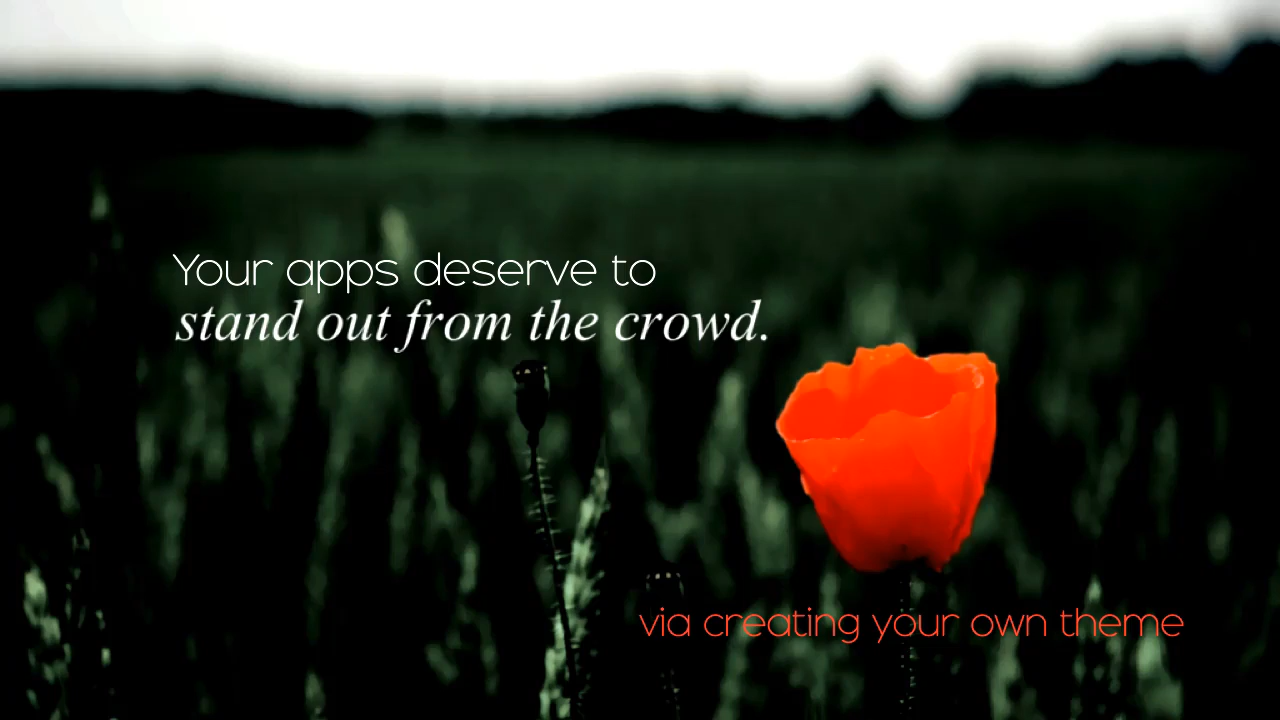 Your apps deserve to
stand out from the crowd.
via creating your own theme